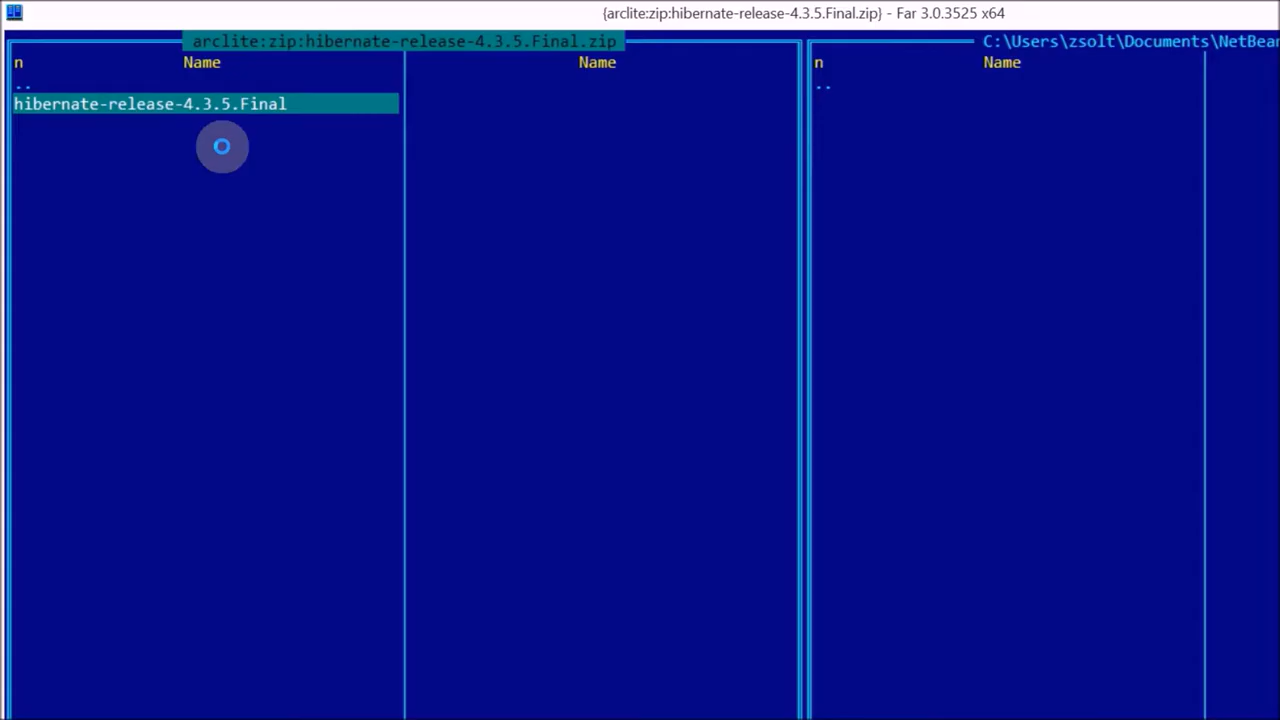 {arclite:zip:hibernate-release-4.3.5.Final.zip} - Far 3.0.3525 x64
arclite:zip:hibernate-release-4.3.5.Final.zip
n Name Name
..
hibernate-release-4.3.5.Final
C:\Users\zsolt\Documents\NetBean
n Name
..